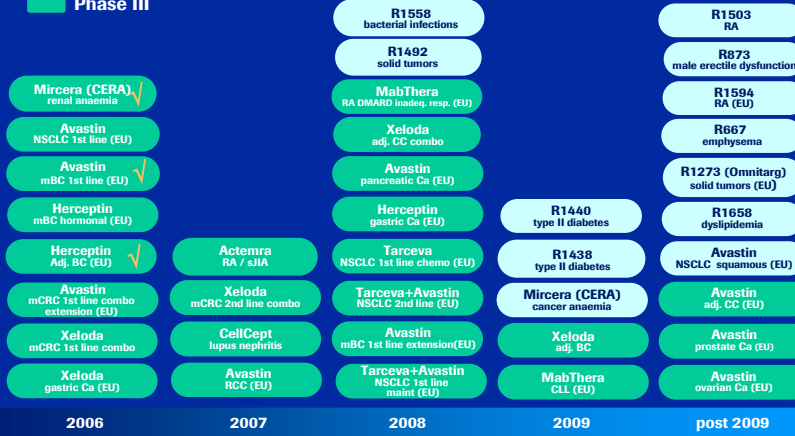 Phase III
Mircera (CERA)
renal anaemia
Avastin
NSCLC 1st line (EU)
Avastin
mBC 1st line (EU)
Herceptin
mBC hormonal (EU)
Herceptin
Adj. BC (EU)
Avastin
mCRC 1st line combo
extension (EU)
Xeloda
mCRC 1st line combo
Xeloda
gastric Ca (EU)
2006
Actemra
RA / sJIA
Xeloda
mCRC 2nd line combo
CellCept
lupus nephritis
Avastin
RCC (EU)
2007
R1558
bacterial infections
R1492
solid tumors
MabThera
RA DMARD inadeq. resp. (EU)
Xeloda
adj. CC combo
Avastin
pancreatic Ca (EU)
Herceptin
gastric Ca (EU)
Tarceva
NSCLC 1st line chemo (EU)
Tarceva+Avastin
NSCLC 2nd line (EU)
Avastin
mBC 1st line extension(EU)
Tarceva+Avastin
NSCLC 1st line
maint (EU)
2008
R1440
type II diabetes
R1438
type II diabetes
Mircera (CERA)
cancer anaemia
Xeloda
adj. BC
MabThera
CLL (EU)
2009
R1503
RA
R873
male erectile dysfunction
R1594
RA (EU)
R667
emphysema
R1273 (Omnitarg)
solid tumors (EU)
R1658
dyslipidemia
Avastin
NSCLC squamous (EU)
Avastin
adj. CC (EU)
Avastin
prostate Ca (EU)
Avastin
ovarian Ca (EU)
post 2009